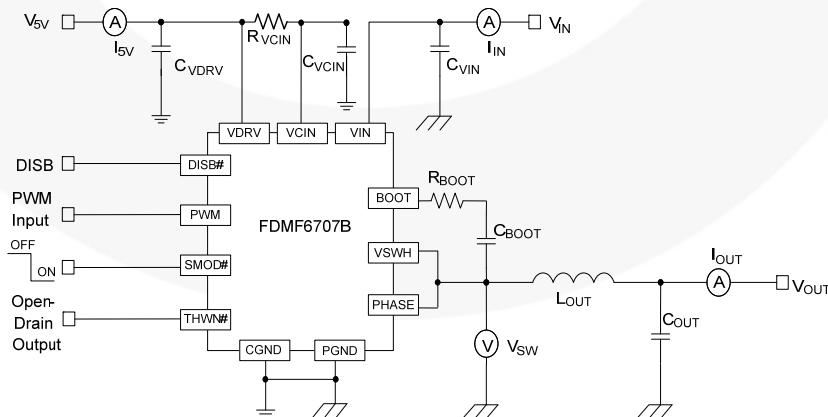 V5V
A
I5V
RVCIN
A
IIN
VIN
CVDRV
CVCIN
CVIN
VDRV
VCIN
VIN
DISB
DISB#
PWM
Input
PWM
BOOT
RBOOT
FDMF6707B
CBOOT
OFF
ON
SMOD#
VSWH
IOUT
A
VOUT
LOUT
PHASE
Open-
Drain
Output
THWN#
COUT
V
VSW
CGND
PGND